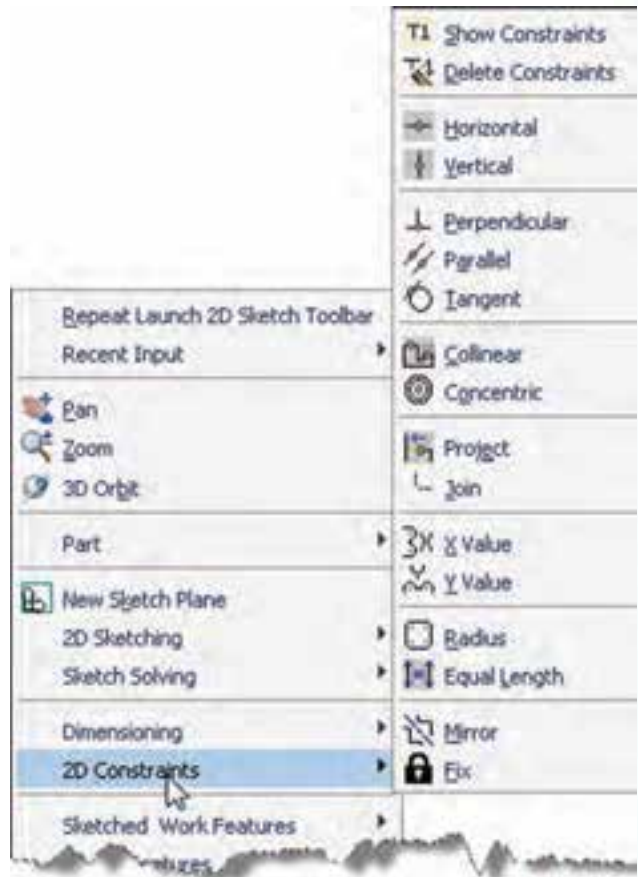 Repeat Launch 2D Sketch Toolbar
Recent Input
Pan
Zoom
3D Orbit
Part
New Sketch Plane
2D Sketching
Sketch Solving
Dimensioning
2D Constraints
Sketched Work Features
Show Constraints
Delete Constraints
Horizontal
Vertical
Perpendicular
Parallel
Tangent
Collinear
Concentric
Project
Join
X Value
Y Value
Radius
Equal Length
Mirror
Fix